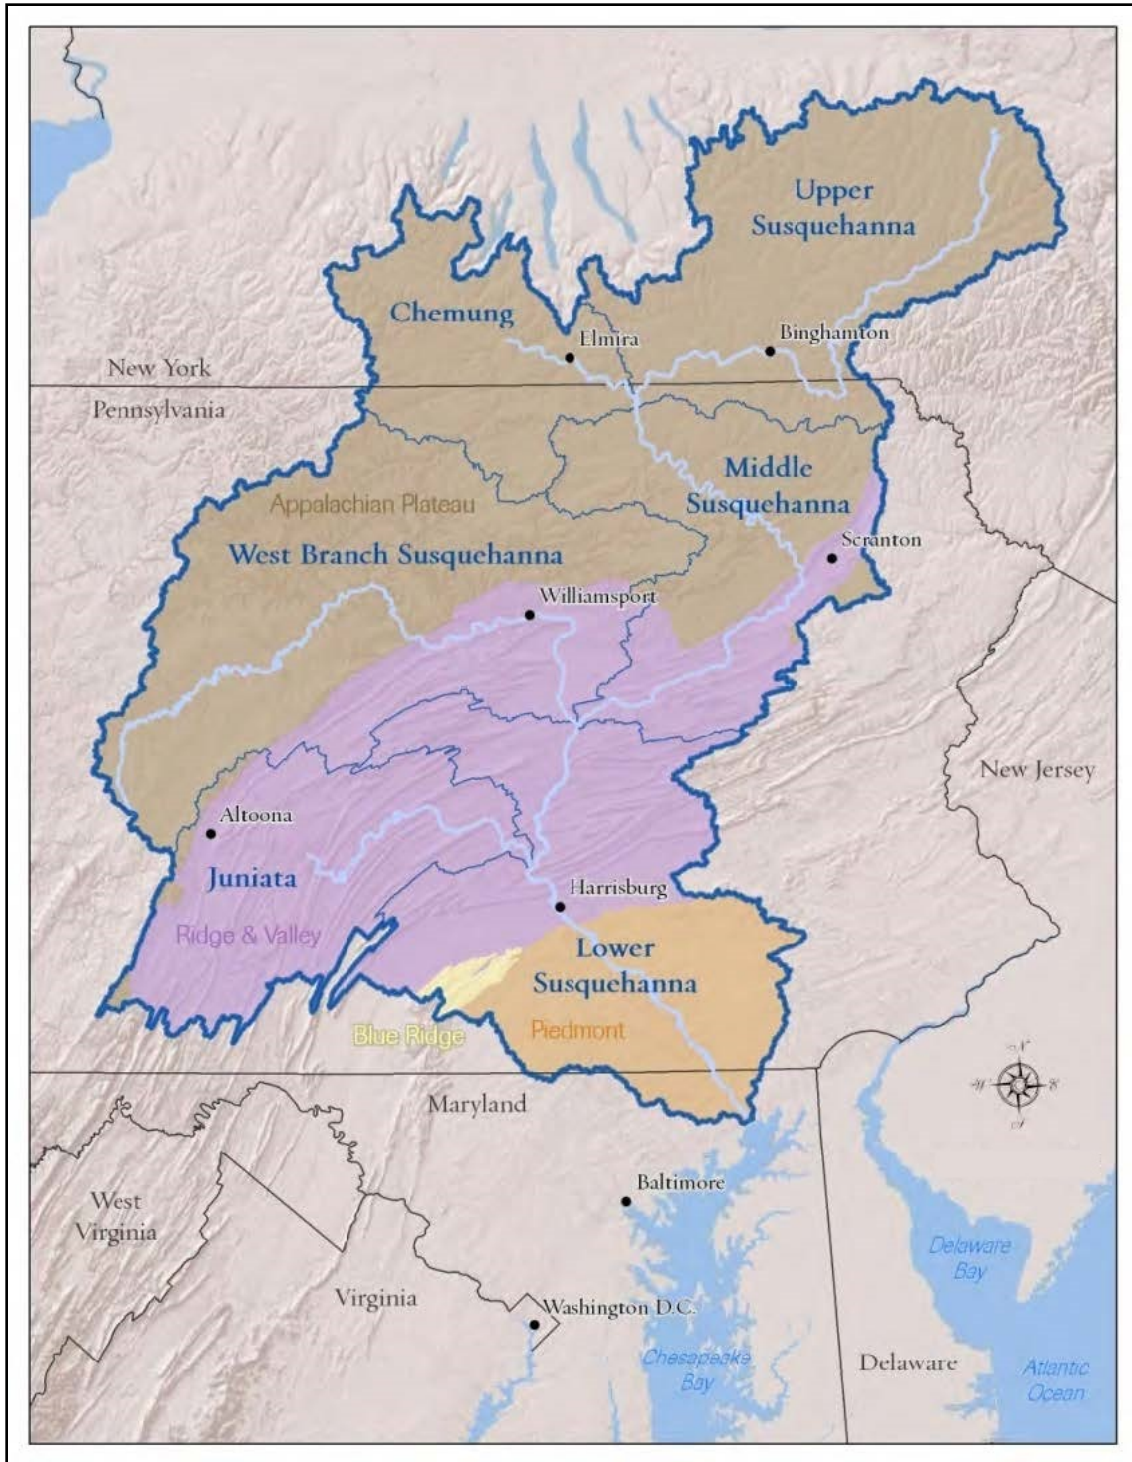 Upper
Susquehanna
Chemung
Elmira
Binghamton
New York
Pennsylvania
Middle
Susquehanna
Appalachian Plateau
Scranton
West Branch Susquehanna
Williamsport
New Jersey
Altoona
Juniata
Harrisburg
Ridge & Valley
Lower
Susquehanna
Blue Ridge
Piedmont
N
W
E
S
Maryland
Baltimore
West
Virginia
Delaware
Bay
Virginia
Washington D.C.
Chesapeake
Bay
Delaware
Atlantic
Ocean